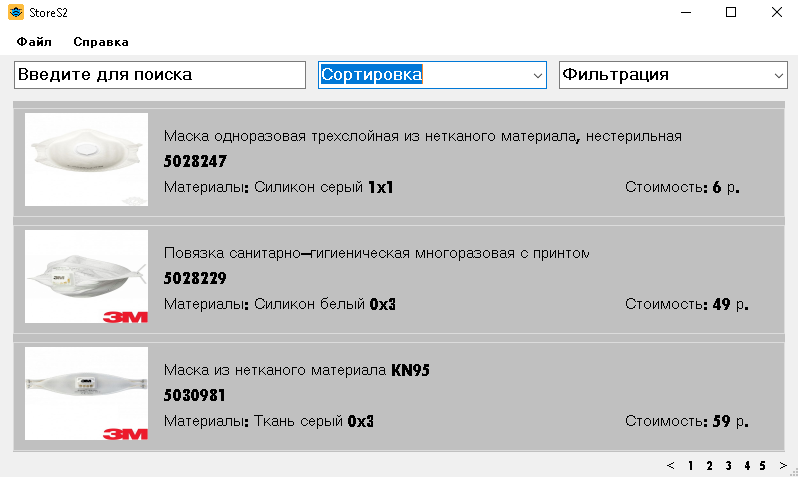 StoreS2
Файл Справка
Введите для поиска Сортировка Фильтрация
Маска одноразовая трехслойная из нетканого материала, нестерильная
5028247
Материалы: Силикон серый 1x1 Стоимость: 6 р.
Повязка санитарно-гигиеническая многоразовая с принтом
5028229
3M
Материалы: Силикон белый 0x3 Стоимость: 49 р.
Маска из нетканого материала KN95
5030981
3M
Материалы: Ткань серый 0x3 Стоимость: 59 р.
< 1 2 3 4 5 >